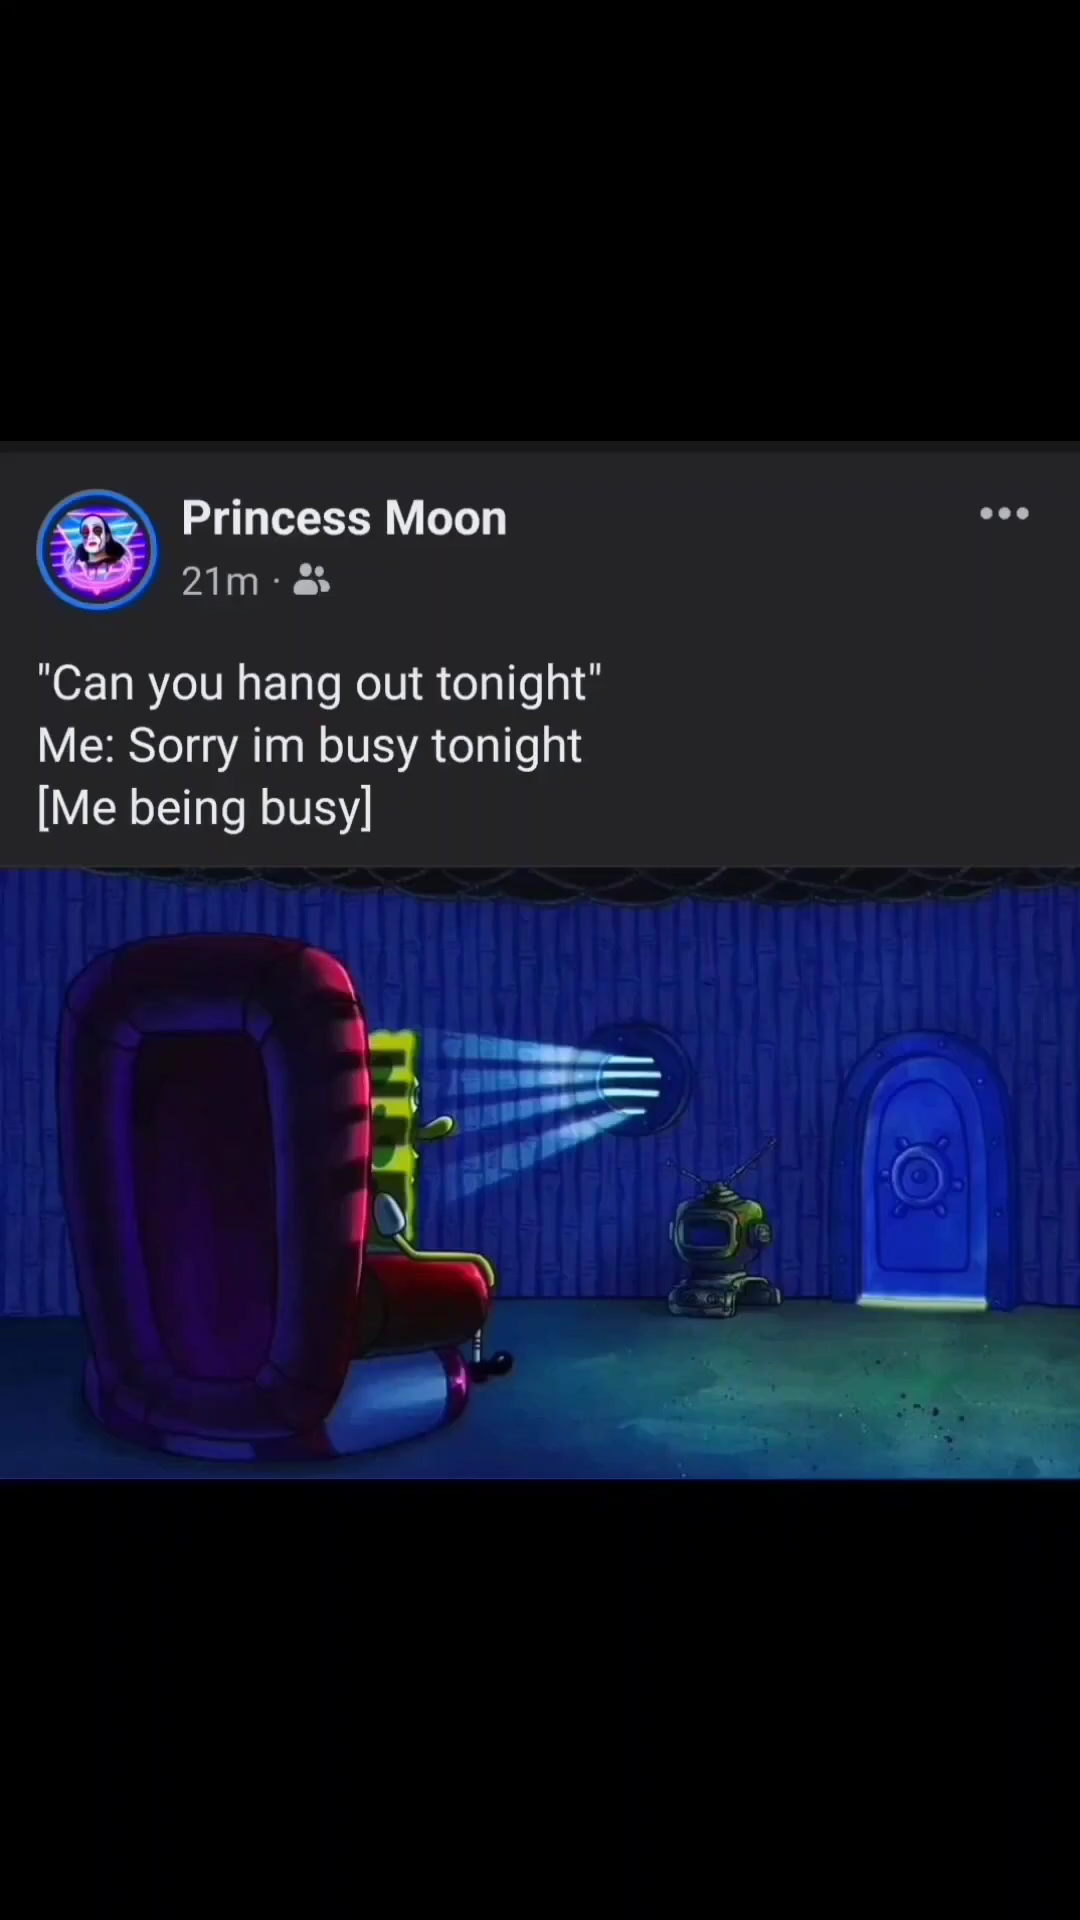 Princess Moon
21m ·
"Can you hang out tonight"
Me: Sorry im busy tonight
[Me being busy]